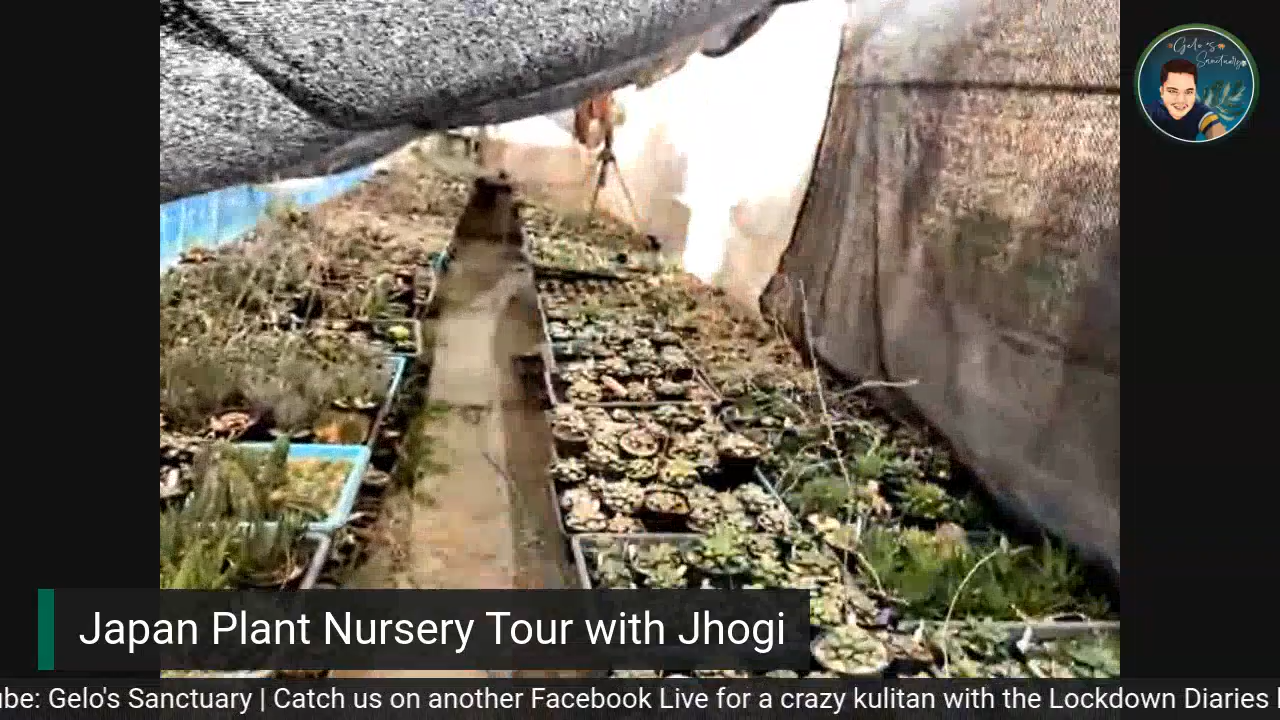 Gelo's
Sanctuary
Japan Plant Nursery Tour with Jhogi
ube: Gelo's Sanctuary | Catch us on another Facebook Live for a crazy kulitan with the Lockdown Diaries